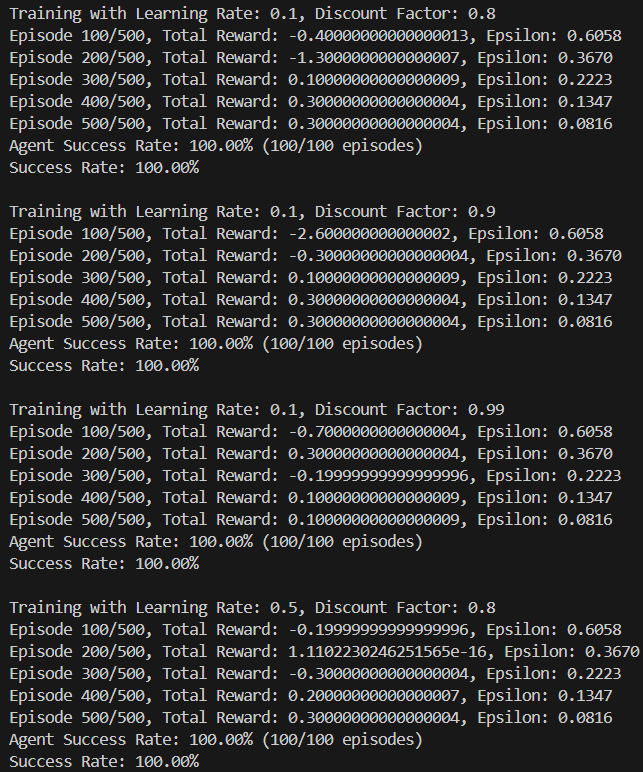 Training with Learning Rate: 0.1, Discount Factor: 0.8
Episode 100/500, Total Reward: -0.40000000000000013, Epsilon: 0.6058
Episode 200/500, Total Reward: -1.3000000000000007, Epsilon: 0.3670
Episode 300/500, Total Reward: 0.10000000000000009, Epsilon: 0.2223
Episode 400/500, Total Reward: 0.30000000000000004, Epsilon: 0.1347
Episode 500/500, Total Reward: 0.30000000000000004, Epsilon: 0.0816
Agent Success Rate: 100.00% (100/100 episodes)
Success Rate: 100.00%

Training with Learning Rate: 0.1, Discount Factor: 0.9
Episode 100/500, Total Reward: -2.600000000000002, Epsilon: 0.6058
Episode 200/500, Total Reward: -0.30000000000000004, Epsilon: 0.3670
Episode 300/500, Total Reward: 0.10000000000000009, Epsilon: 0.2223
Episode 400/500, Total Reward: 0.30000000000000004, Epsilon: 0.1347
Episode 500/500, Total Reward: 0.30000000000000004, Epsilon: 0.0816
Agent Success Rate: 100.00% (100/100 episodes)
Success Rate: 100.00%

Training with Learning Rate: 0.1, Discount Factor: 0.99
Episode 100/500, Total Reward: -0.7000000000000004, Epsilon: 0.6058
Episode 200/500, Total Reward: 0.30000000000000004, Epsilon: 0.3670
Episode 300/500, Total Reward: -0.19999999999999996, Epsilon: 0.2223
Episode 400/500, Total Reward: 0.10000000000000009, Epsilon: 0.1347
Episode 500/500, Total Reward: 0.10000000000000009, Epsilon: 0.0816
Agent Success Rate: 100.00% (100/100 episodes)
Success Rate: 100.00%

Training with Learning Rate: 0.5, Discount Factor: 0.8
Episode 100/500, Total Reward: -0.19999999999999996, Epsilon: 0.6058
Episode 200/500, Total Reward: 1.1102230246251565e-16, Epsilon: 0.3670
Episode 300/500, Total Reward: -0.30000000000000004, Epsilon: 0.2223
Episode 400/500, Total Reward: 0.20000000000000007, Epsilon: 0.1347
Episode 500/500, Total Reward: 0.30000000000000004, Epsilon: 0.0816
Agent Success Rate: 100.00% (100/100 episodes)
Success Rate: 100.00%